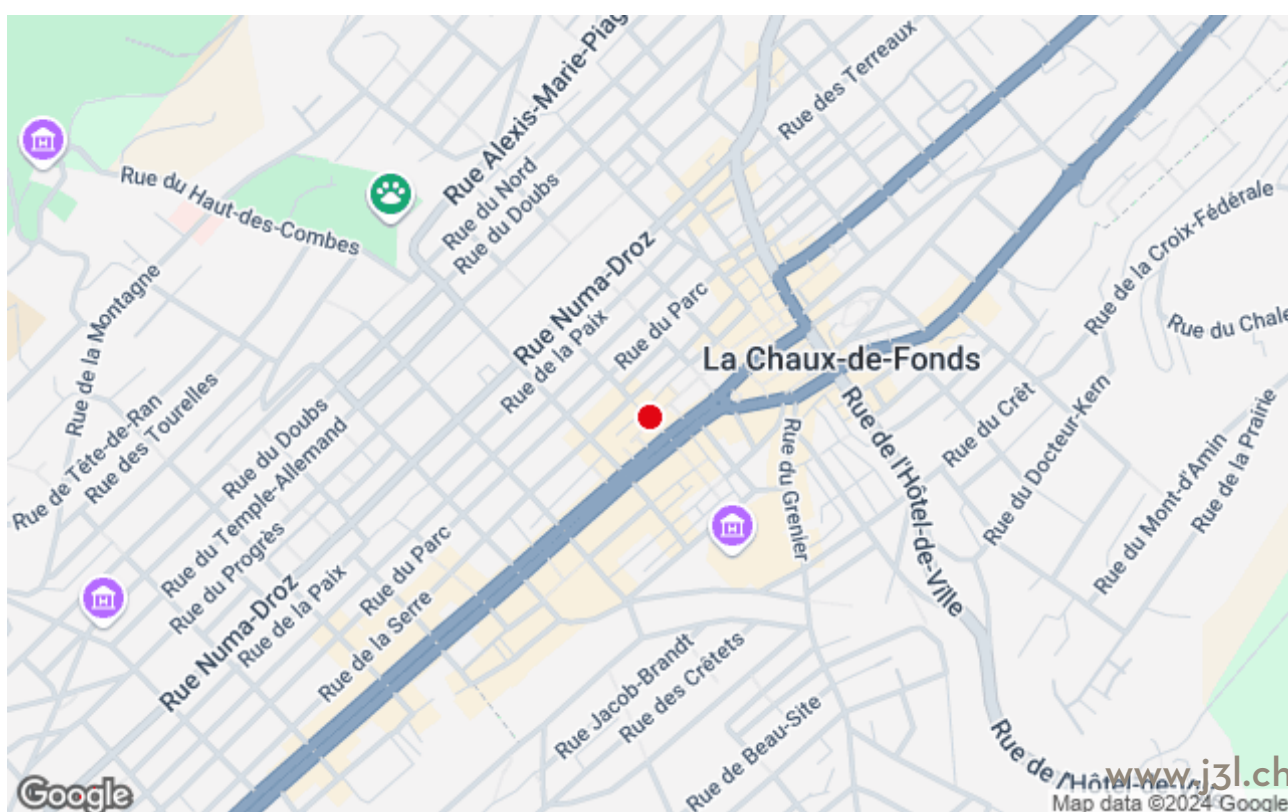 Rue Alexis-Marie-Piag
Rue des Terreaux
Rue du Haut-des-Combes
Rue du Nord
Rue du Doubs
Rue de la Croix-Fédérale
Rue du Chale
Rue de la Montagne
Rue Numa-Droz
Rue de la Paix
Rue du Parc
La Chaux-de-Fonds
Rue de Tête-de-Ran
Rue des Tourelles
Rue du Doubs
Rue du Temple-Allemand
Rue du Progrès
Rue de l'Hôtel-de-Ville
Rue du Grenier
Rue du Crêt
Rue du Docteur-Kern
Rue du Mont-d'Amin
Rue de la Prairie
Rue Numa-Droz
Rue de la Paix
Rue du Parc
Rue de la Serre
Rue Jacob-Brandt
Rue des Crêtets
Rue de Beau-Site
Rue de l'Hôtel-de-Ville
www.j3l.ch
Google
Map data ©2024 Google